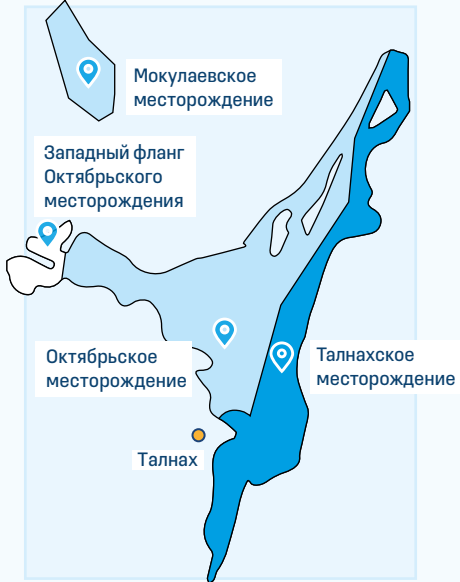 Мокулаевское
месторождение
Западный фланг
Октябрьского
месторождения
Октябрьское
месторождение
Талнахское
месторождение
Талнах